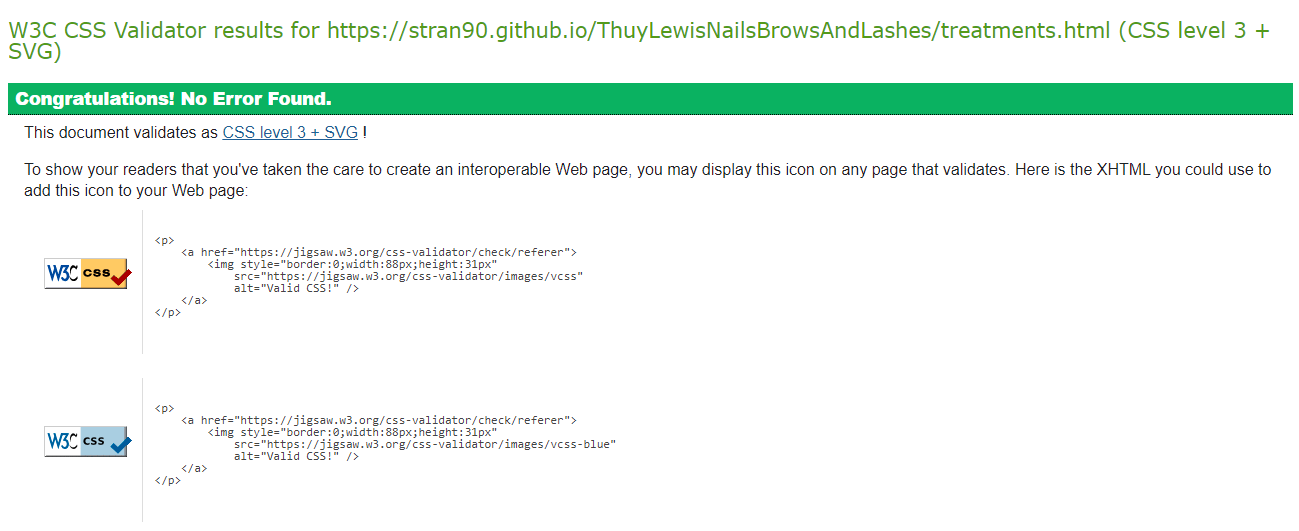 W3C CSS Validator results for https://stran90.github.io/ThuyLewisNailsBrowsAndLashes/treatments.html (CSS level 3 +
SVG)
Congratulations! No Error Found.
This document validates as CSS level 3 + SVG !
To show your readers that you've taken the care to create an interoperable Web page, you may display this icon on any page that validates. Here is the XHTML you could use to
add this icon to your Web page:
W3C css
<p>
<a href="https://jigsaw.w3.org/css-validator/check/referer">
<img style="border:0;width:88px;height:31px"
src="https://jigsaw.w3.org/css-validator/images/vcss"
alt="Valid CSS!" />
</a>
</p>
W3C css
<p>
<a href="https://jigsaw.w3.org/css-validator/check/referer">
<img style="border:0;width:88px;height:31px"
src="https://jigsaw.w3.org/css-validator/images/vcss-blue"
alt="Valid CSS!" />
</a>
</p>